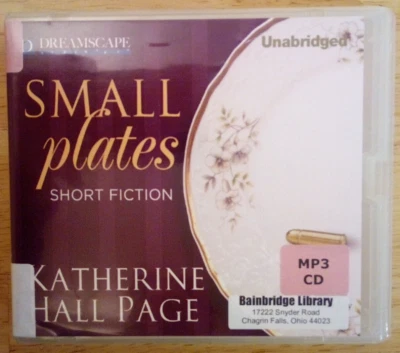 DREAMSCAPE
Unabridged
SMALL
plates
SHORT FICTION
KATHERINE
HALL PAGE
MP3
CD
Bainbridge Library
17222 Snyder Road
Chagrin Falls, Ohio 44023